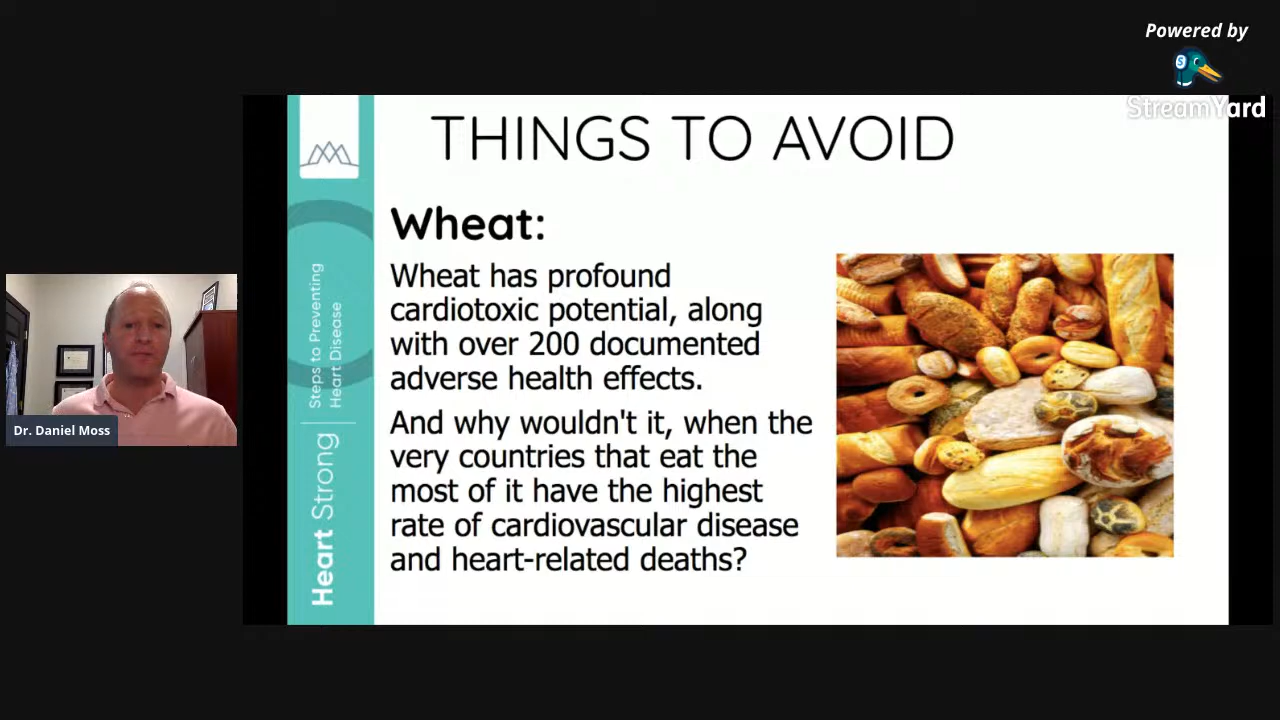 Powered by
StreamYard
THINGS TO AVOID
Wheat:
Wheat has profound
cardiotoxic potential, along
with over 200 documented
adverse health effects.
And why wouldn't it, when the
very countries that eat the
most of it have the highest
rate of cardiovascular disease
and heart-related deaths?
Heart Strong
Steps to Preventing
Heart Disease
Dr. Daniel Moss